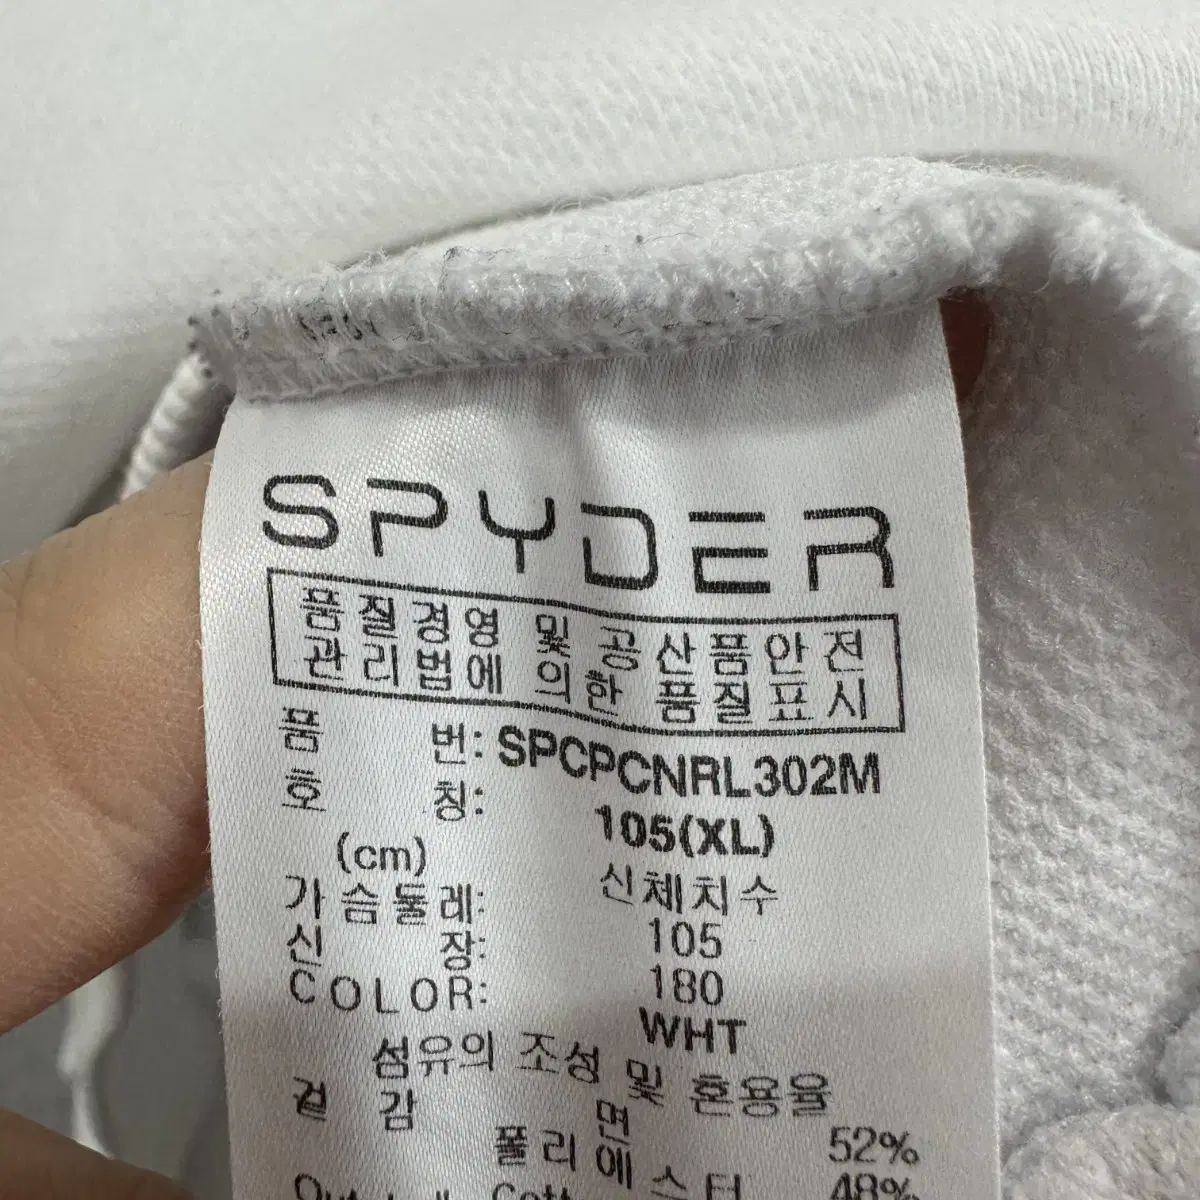 SPYDER
품질경영 및 공산품안전
관리법에 의한 품질표시
품 번: SPCPCNRL302M
호 칭: 105(XL)
(cm) 신체치수
가슴둘레: 105
신 장: 180
COLOR: WHT
섬유의 조성 및 혼용율
겉 감 면 52%
폴리에스터 48%